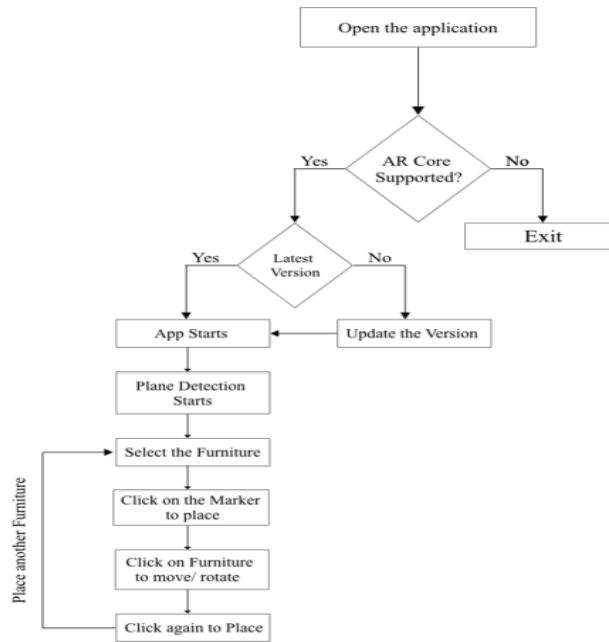 Open the application
AR Core
Supported?
Yes
No
Exit
Latest
Version
Yes
No
App Starts
Update the Version
Plane Detection
Starts
Select the Furniture
Click on the Marker
to place
Click on Furniture
to move/ rotate
Click again to Place
Place another Furniture